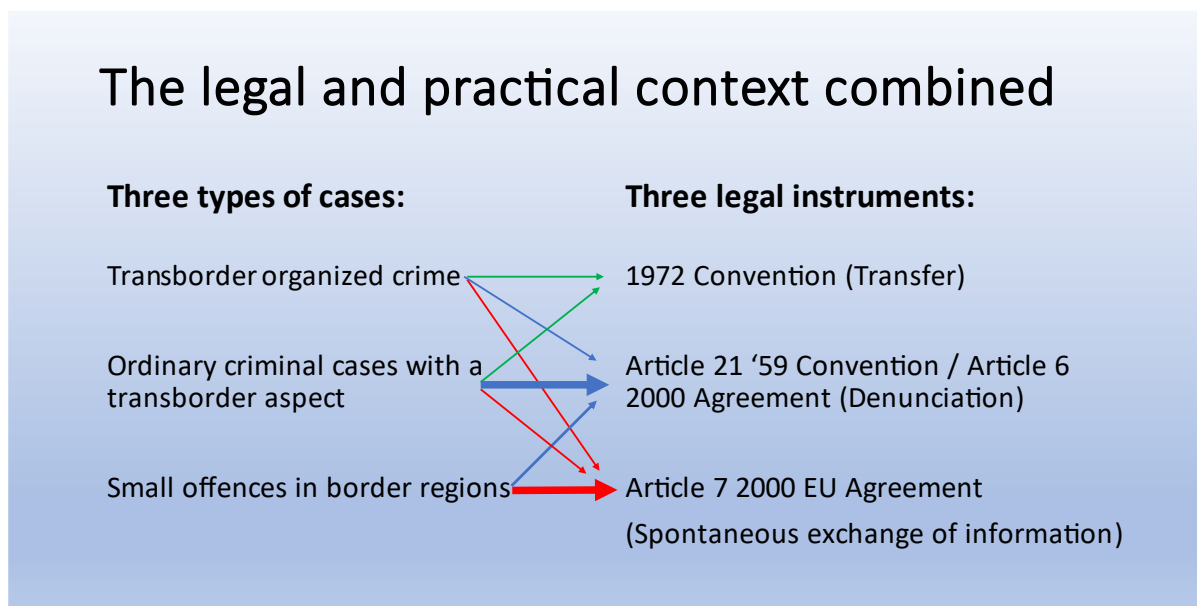 The legal and practical context combined
Three types of cases:
Transborder organized crime
Ordinary criminal cases with a
transborder aspect
Small offences in border regions
Three legal instruments:
1972 Convention (Transfer)
Article 21 ‘59 Convention / Article 6
2000 Agreement (Denunciation)
Article 7 2000 EU Agreement
(Spontaneous exchange of information)